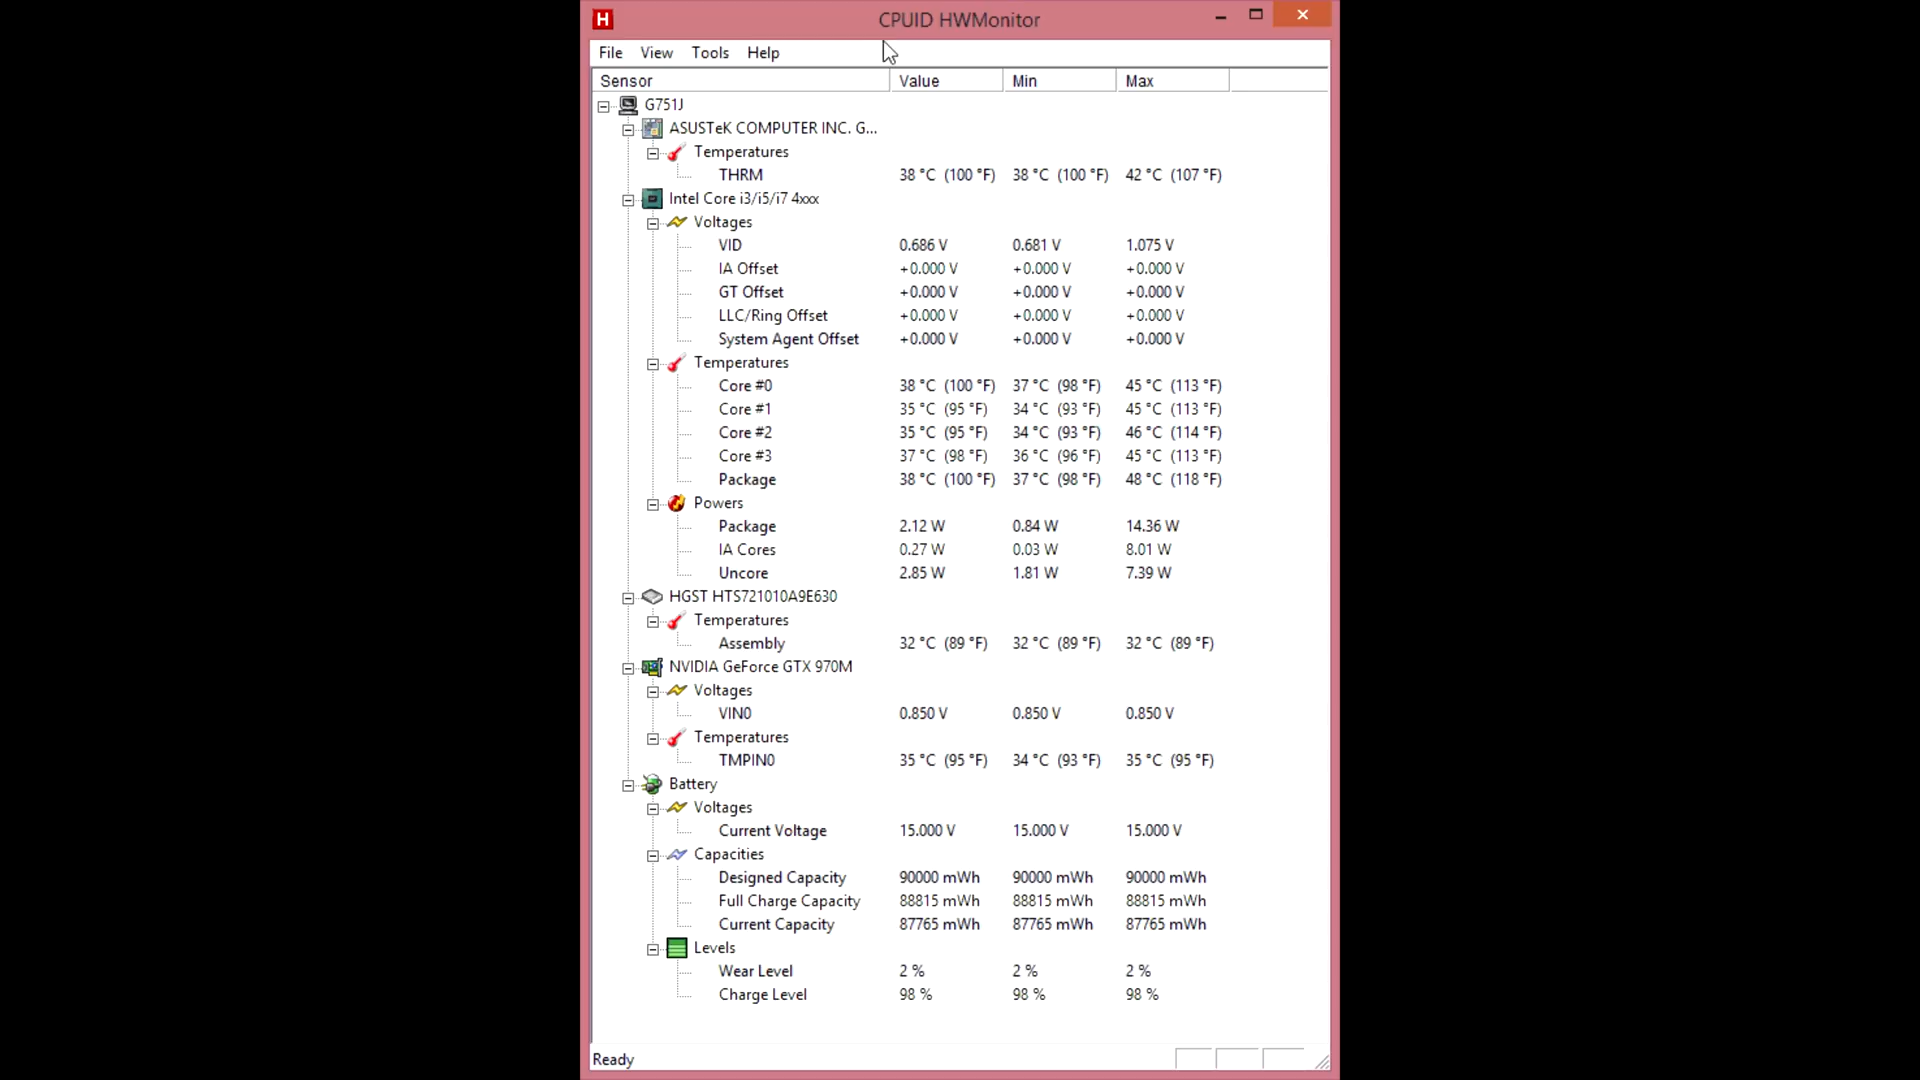 H CPUID HWMonitor
File View Tools Help
Sensor Value Min Max
G751J
ASUSTeK COMPUTER INC. G...
Temperatures
THRM 38 °C (100 °F) 38 °C (100 °F) 42 °C (107 °F)
Intel Core i3/i5/i7 4xxx
Voltages
VID 0.686 V 0.681 V 1.075 V
IA Offset +0.000 V +0.000 V +0.000 V
GT Offset +0.000 V +0.000 V +0.000 V
LLC/Ring Offset +0.000 V +0.000 V +0.000 V
System Agent Offset +0.000 V +0.000 V +0.000 V
Temperatures
Core #0 38 °C (100 °F) 37 °C (98 °F) 45 °C (113 °F)
Core #1 35 °C (95 °F) 34 °C (93 °F) 45 °C (113 °F)
Core #2 35 °C (95 °F) 34 °C (93 °F) 46 °C (114 °F)
Core #3 37 °C (98 °F) 36 °C (96 °F) 45 °C (113 °F)
Package 38 °C (100 °F) 37 °C (98 °F) 48 °C (118 °F)
Powers
Package 2.12 W 0.84 W 14.36 W
IA Cores 0.27 W 0.03 W 8.01 W
Uncore 2.85 W 1.81 W 7.39 W
HGST HTS721010A9E630
Temperatures
Assembly 32 °C (89 °F) 32 °C (89 °F) 32 °C (89 °F)
NVIDIA GeForce GTX 970M
Voltages
VIN0 0.850 V 0.850 V 0.850 V
Temperatures
TMPIN0 35 °C (95 °F) 34 °C (93 °F) 35 °C (95 °F)
Battery
Voltages
Current Voltage 15.000 V 15.000 V 15.000 V
Capacities
Designed Capacity 90000 mWh 90000 mWh 90000 mWh
Full Charge Capacity 88815 mWh 88815 mWh 88815 mWh
Current Capacity 87765 mWh 87765 mWh 87765 mWh
Levels
Wear Level 2 % 2 % 2 %
Charge Level 98 % 98 % 98 %
Ready